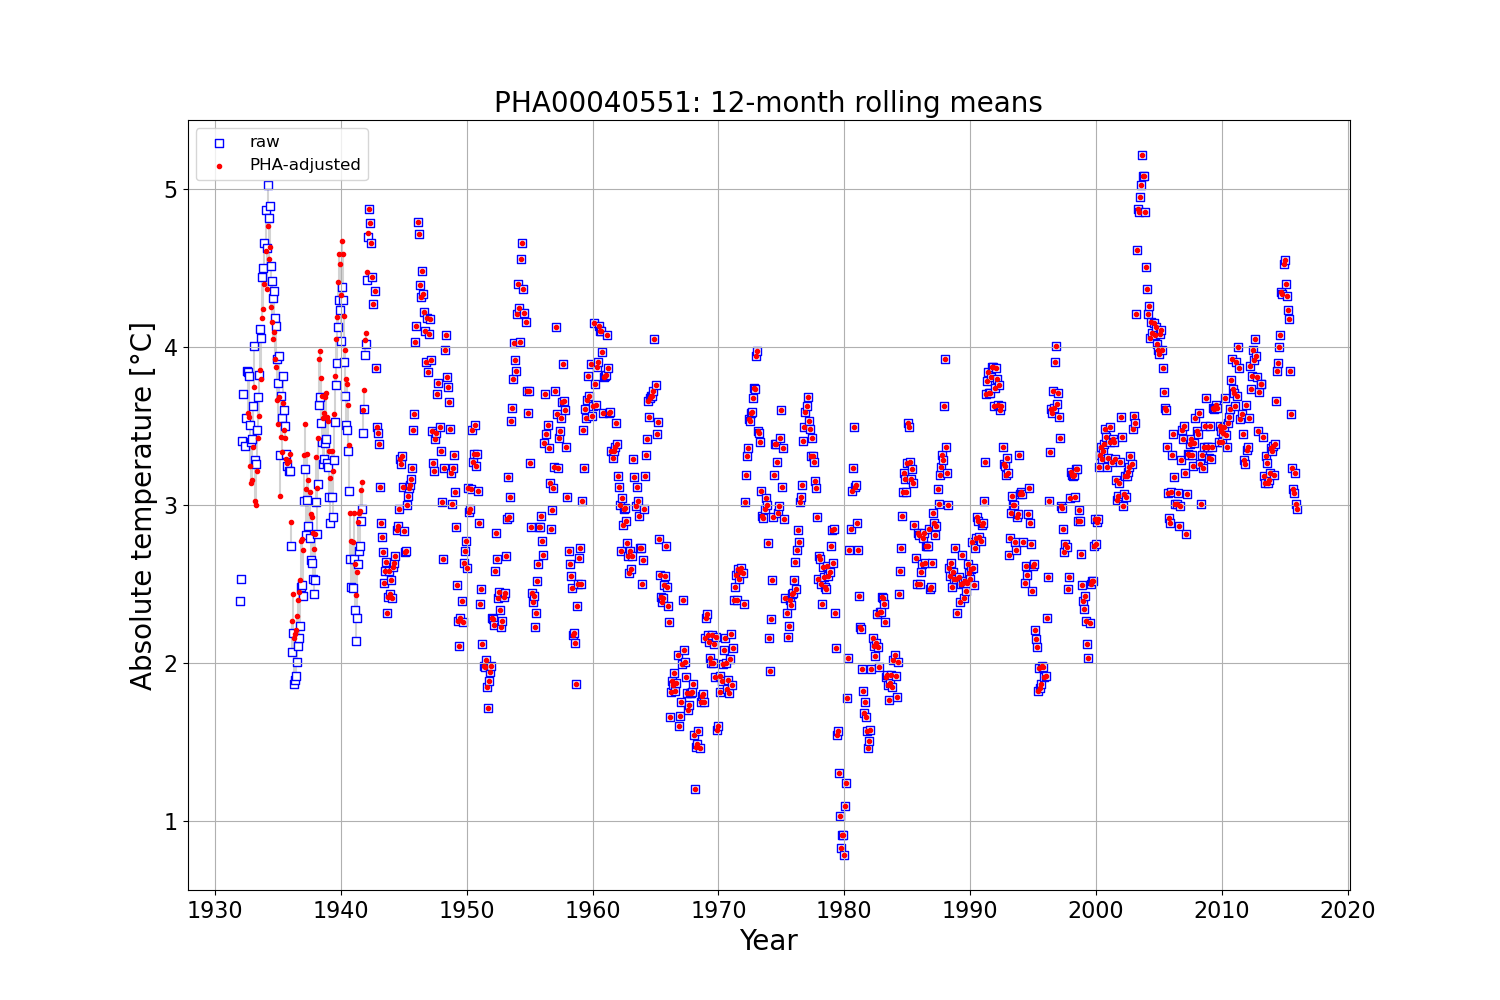 PHA00040551: 12-month rolling means
raw
PHA-adjusted
5
4
3
2
1
Absolute temperature [°C]
1930 1940 1950 1960 1970 1980 1990 2000 2010 2020
Year